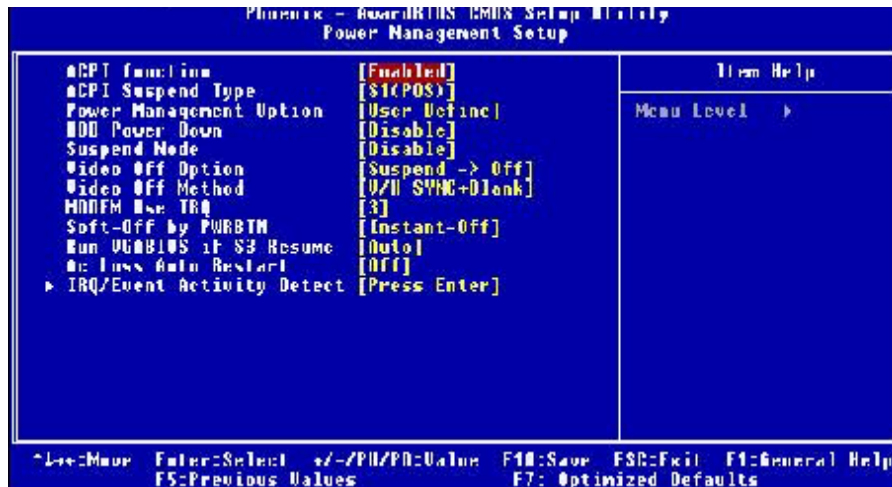 Phoenix - AwardBIOS CMOS Setup Utility
Power Management Setup
ACPI function [Enabled]
ACPI Suspend Type [S1(POS)]
Power Management Option [User Define]
HDD Power Down [Disable]
Suspend Mode [Disable]
Video Off Option [Suspend -> Off]
Video Off Method [V/H SYNC+Blank]
MODEM Use IRQ [3]
Soft-Off by PWRBTN [Instant-Off]
Run VGABIOS if S3 Resume [Auto]
Ac Loss Auto Restart [Off]
▸ IRQ/Event Activity Detect [Press Enter]
Item Help
Menu Level ▸
↑↓→←:Move Enter:Select +/-/PU/PD:Value F10:Save ESC:Exit F1:General Help
F5:Previous Values F7: Optimized Defaults